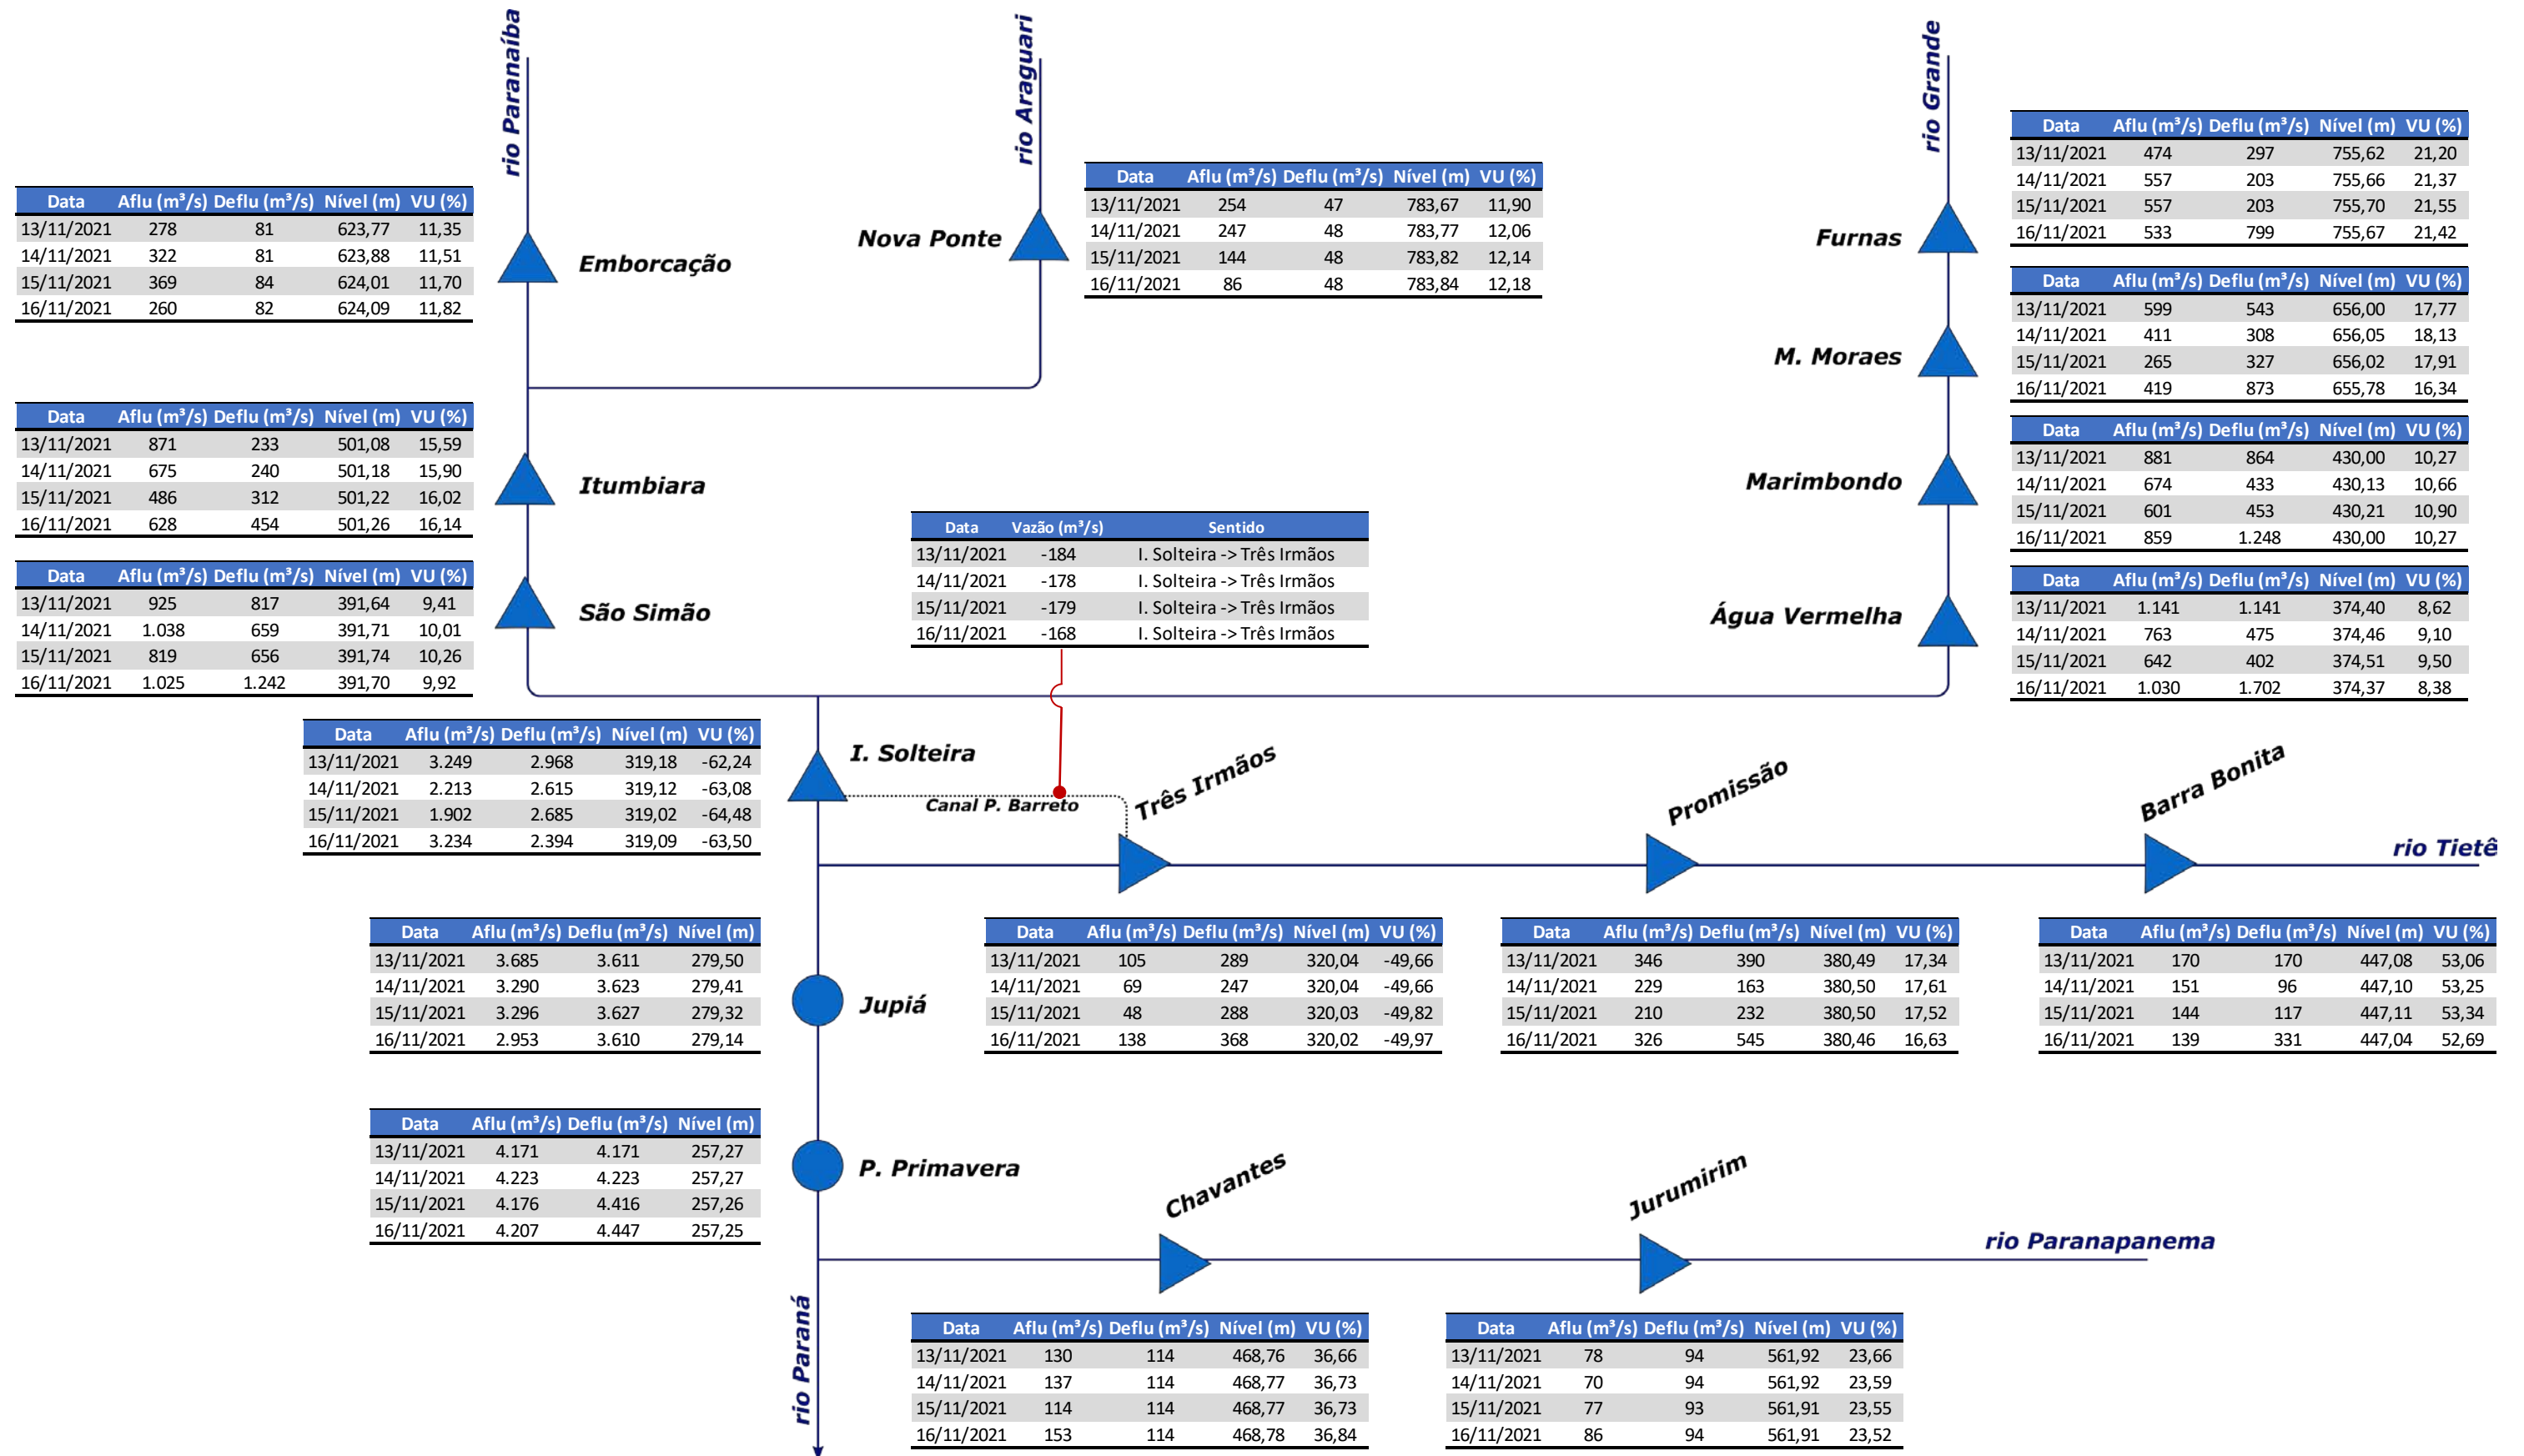 rio Paranaíba
rio Araguari
rio Grande
Data Aflu (m³/s) Deflu (m³/s) Nível (m) VU (%)
13/11/2021 278 81 623,77 11,35
14/11/2021 322 81 623,88 11,51
15/11/2021 369 84 624,01 11,70
16/11/2021 260 82 624,09 11,82
Emborcação
Nova Ponte
Data Aflu (m³/s) Deflu (m³/s) Nível (m) VU (%)
13/11/2021 254 47 783,67 11,90
14/11/2021 247 48 783,77 12,06
15/11/2021 144 48 783,82 12,14
16/11/2021 86 48 783,84 12,18
Furnas
Data Aflu (m³/s) Deflu (m³/s) Nível (m) VU (%)
13/11/2021 474 297 755,62 21,20
14/11/2021 557 203 755,66 21,37
15/11/2021 557 203 755,70 21,55
16/11/2021 533 799 755,67 21,42
M. Moraes
Data Aflu (m³/s) Deflu (m³/s) Nível (m) VU (%)
13/11/2021 599 543 656,00 17,77
14/11/2021 411 308 656,05 18,13
15/11/2021 265 327 656,02 17,91
16/11/2021 419 873 655,78 16,34
Data Aflu (m³/s) Deflu (m³/s) Nível (m) VU (%)
13/11/2021 871 233 501,08 15,59
14/11/2021 675 240 501,18 15,90
15/11/2021 486 312 501,22 16,02
16/11/2021 628 454 501,26 16,14
Itumbiara
Marimbondo
Data Aflu (m³/s) Deflu (m³/s) Nível (m) VU (%)
13/11/2021 881 864 430,00 10,27
14/11/2021 674 433 430,13 10,66
15/11/2021 601 453 430,21 10,90
16/11/2021 859 1.248 430,00 10,27
Data Vazão (m³/s) Sentido
13/11/2021 -184 I. Solteira -> Três Irmãos
14/11/2021 -178 I. Solteira -> Três Irmãos
15/11/2021 -179 I. Solteira -> Três Irmãos
16/11/2021 -168 I. Solteira -> Três Irmãos
Data Aflu (m³/s) Deflu (m³/s) Nível (m) VU (%)
13/11/2021 925 817 391,64 9,41
14/11/2021 1.038 659 391,71 10,01
15/11/2021 819 656 391,74 10,26
16/11/2021 1.025 1.242 391,70 9,92
São Simão
Água Vermelha
Data Aflu (m³/s) Deflu (m³/s) Nível (m) VU (%)
13/11/2021 1.141 1.141 374,40 8,62
14/11/2021 763 475 374,46 9,10
15/11/2021 642 402 374,51 9,50
16/11/2021 1.030 1.702 374,37 8,38
Data Aflu (m³/s) Deflu (m³/s) Nível (m) VU (%)
13/11/2021 3.249 2.968 319,18 -62,24
14/11/2021 2.213 2.615 319,12 -63,08
15/11/2021 1.902 2.685 319,02 -64,48
16/11/2021 3.234 2.394 319,09 -63,50
I. Solteira
Canal P. Barreto
Três Irmãos
Promissão
Barra Bonita
rio Tietê
Data Aflu (m³/s) Deflu (m³/s) Nível (m)
13/11/2021 3.685 3.611 279,50
14/11/2021 3.290 3.623 279,41
15/11/2021 3.296 3.627 279,32
16/11/2021 2.953 3.610 279,14
Jupiá
Data Aflu (m³/s) Deflu (m³/s) Nível (m) VU (%)
13/11/2021 105 289 320,04 -49,66
14/11/2021 69 247 320,04 -49,66
15/11/2021 48 288 320,03 -49,82
16/11/2021 138 368 320,02 -49,97
Data Aflu (m³/s) Deflu (m³/s) Nível (m) VU (%)
13/11/2021 346 390 380,49 17,34
14/11/2021 229 163 380,50 17,61
15/11/2021 210 232 380,50 17,52
16/11/2021 326 545 380,46 16,63
Data Aflu (m³/s) Deflu (m³/s) Nível (m) VU (%)
13/11/2021 170 170 447,08 53,06
14/11/2021 151 96 447,10 53,25
15/11/2021 144 117 447,11 53,34
16/11/2021 139 331 447,04 52,69
Data Aflu (m³/s) Deflu (m³/s) Nível (m)
13/11/2021 4.171 4.171 257,27
14/11/2021 4.223 4.223 257,27
15/11/2021 4.176 4.416 257,26
16/11/2021 4.207 4.447 257,25
P. Primavera
Chavantes
Jurumirim
rio Paranapanema
rio Paraná
Data Aflu (m³/s) Deflu (m³/s) Nível (m) VU (%)
13/11/2021 130 114 468,76 36,66
14/11/2021 137 114 468,77 36,73
15/11/2021 114 114 468,77 36,73
16/11/2021 153 114 468,78 36,84
Data Aflu (m³/s) Deflu (m³/s) Nível (m) VU (%)
13/11/2021 78 94 561,92 23,66
14/11/2021 70 94 561,92 23,59
15/11/2021 77 93 561,91 23,55
16/11/2021 86 94 561,91 23,52